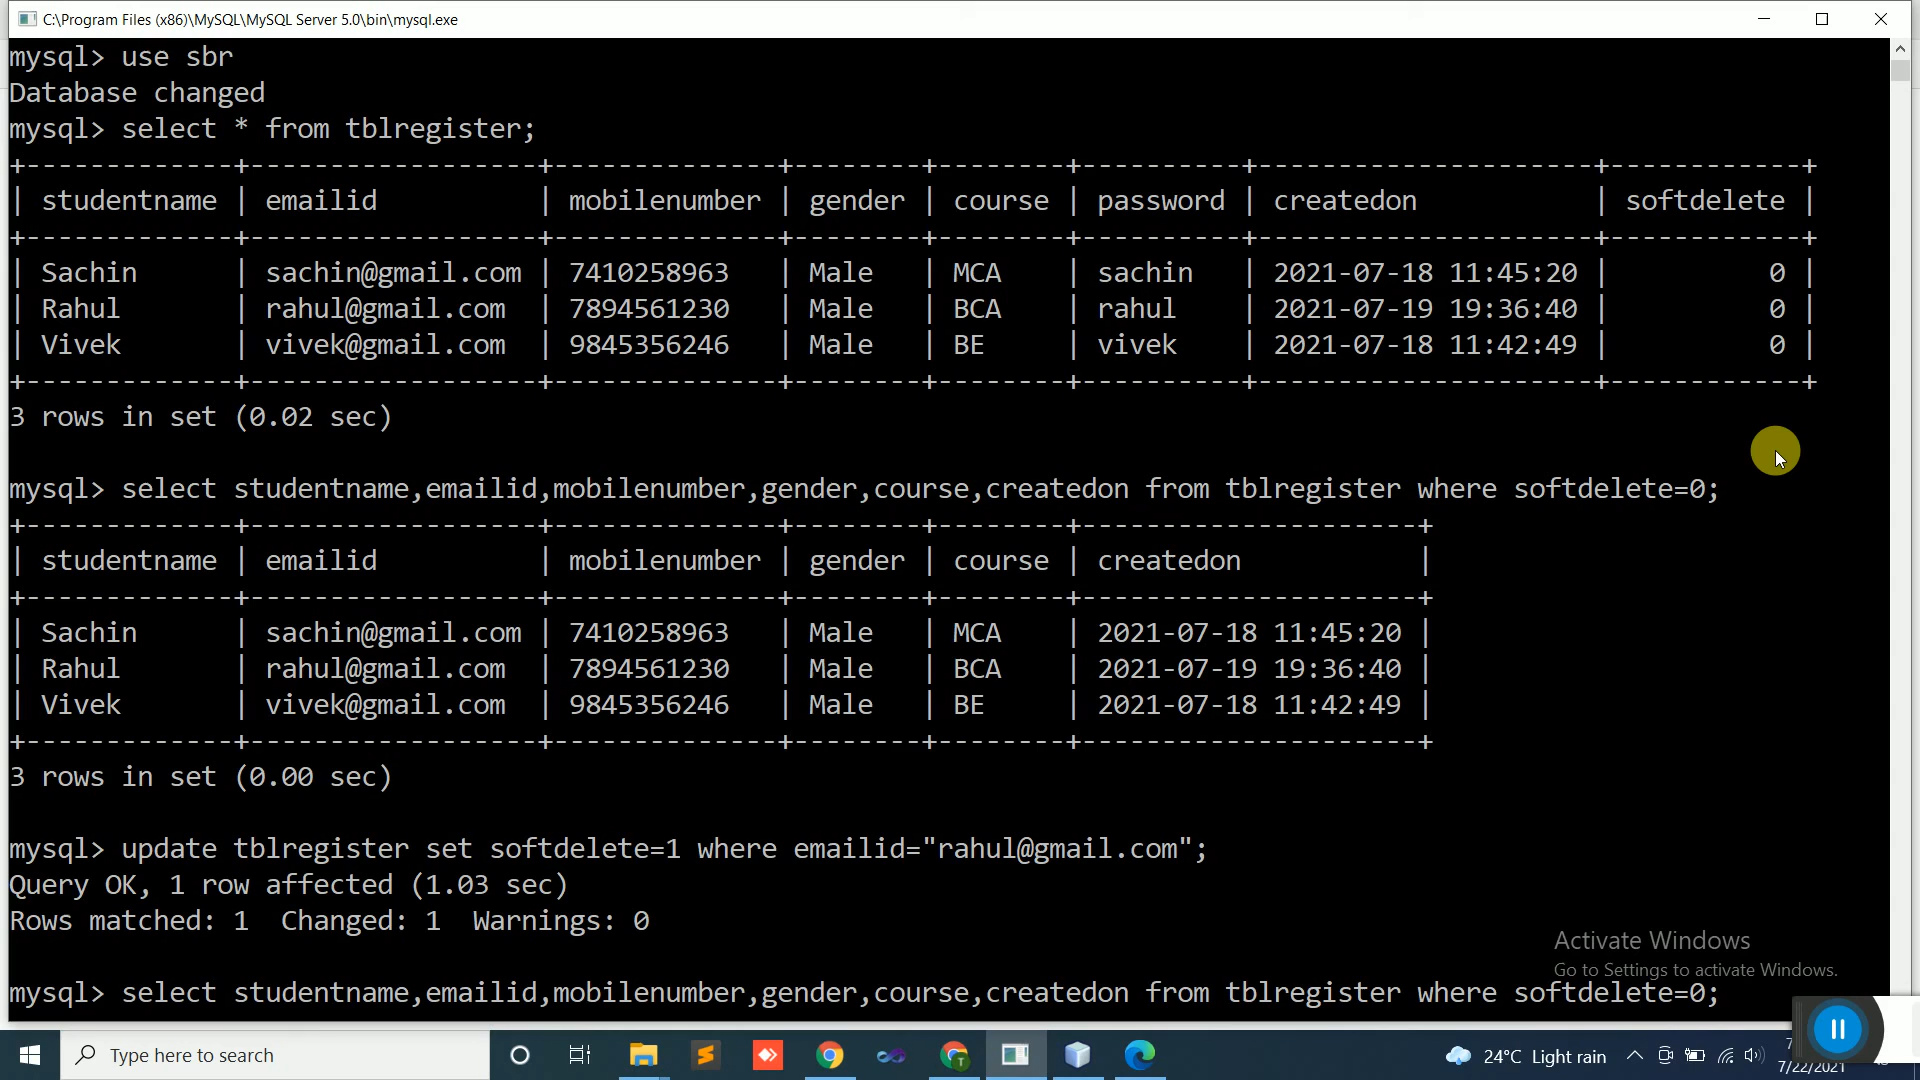 C:\Program Files (x86)\MySQL\MySQL Server 5.0\bin\mysql.exe
mysql> use sbr
Database changed
mysql> select * from tblregister;
+-------------+------------------+--------------+--------+--------+----------+---------------------+------------+
| studentname | emailid          | mobilenumber | gender | course | password | createdon           | softdelete |
+-------------+------------------+--------------+--------+--------+----------+---------------------+------------+
| Sachin      | sachin@gmail.com | 7410258963   | Male   | MCA    | sachin   | 2021-07-18 11:45:20 |          0 |
| Rahul       | rahul@gmail.com  | 7894561230   | Male   | BCA    | rahul    | 2021-07-19 19:36:40 |          0 |
| Vivek       | vivek@gmail.com  | 9845356246   | Male   | BE     | vivek    | 2021-07-18 11:42:49 |          0 |
+-------------+------------------+--------------+--------+--------+----------+---------------------+------------+
3 rows in set (0.02 sec)
mysql> select studentname,emailid,mobilenumber,gender,course,createdon from tblregister where softdelete=0;
+-------------+------------------+--------------+--------+--------+---------------------+
| studentname | emailid          | mobilenumber | gender | course | createdon           |
+-------------+------------------+--------------+--------+--------+---------------------+
| Sachin      | sachin@gmail.com | 7410258963   | Male   | MCA    | 2021-07-18 11:45:20 |
| Rahul       | rahul@gmail.com  | 7894561230   | Male   | BCA    | 2021-07-19 19:36:40 |
| Vivek       | vivek@gmail.com  | 9845356246   | Male   | BE     | 2021-07-18 11:42:49 |
+-------------+------------------+--------------+--------+--------+---------------------+
3 rows in set (0.00 sec)
mysql> update tblregister set softdelete=1 where emailid="rahul@gmail.com";
Query OK, 1 row affected (1.03 sec)
Rows matched: 1  Changed: 1  Warnings: 0
Activate Windows
Go to Settings to activate Windows.
mysql> select studentname,emailid,mobilenumber,gender,course,createdon from tblregister where softdelete=0;
Type here to search
24°C Light rain
7/22/2021